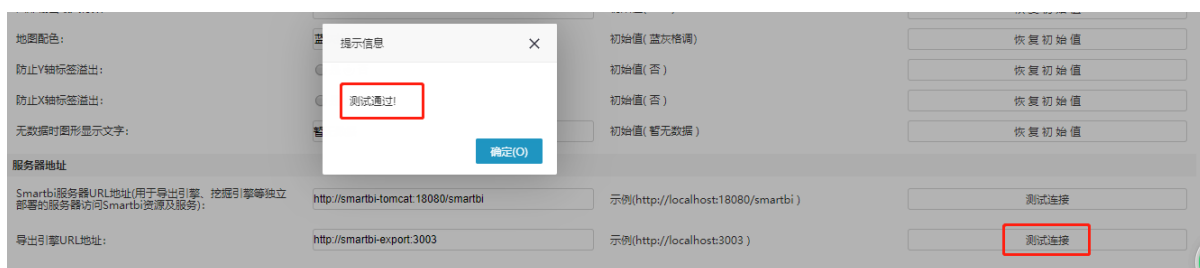 地图配色:
初始值( 蓝灰格调)
恢 复 初 始 值
提示信息
防止Y轴标签溢出:
初始值( 否 )
恢 复 初 始 值
防止X轴标签溢出:
测试通过!
初始值( 否 )
恢 复 初 始 值
无数据时图形显示文字:
初始值( 暂无数据 )
恢 复 初 始 值
确定(O)
服务器地址
Smartbi服务器URL地址(用于导出引擎、挖掘引擎等独立
部署的服务器访问Smartbi资源及服务):
http://smartbi-tomcat:18080/smartbi
示例(http://localhost:18080/smartbi )
测试连接
导出引擎URL地址:
http://smartbi-export:3003
示例(http://localhost:3003 )
测试连接